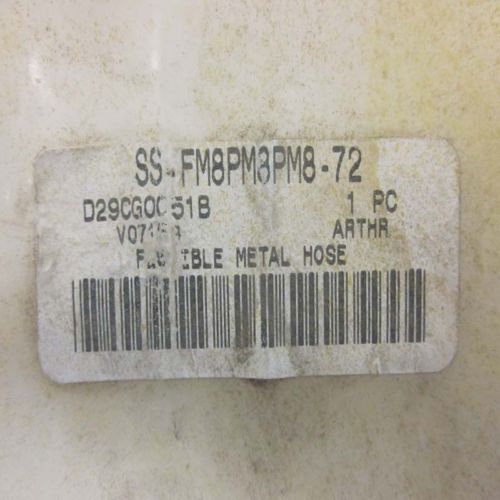 SS-FM8PM8PM8-72
1 PC
ARTHR
METAL HOSE